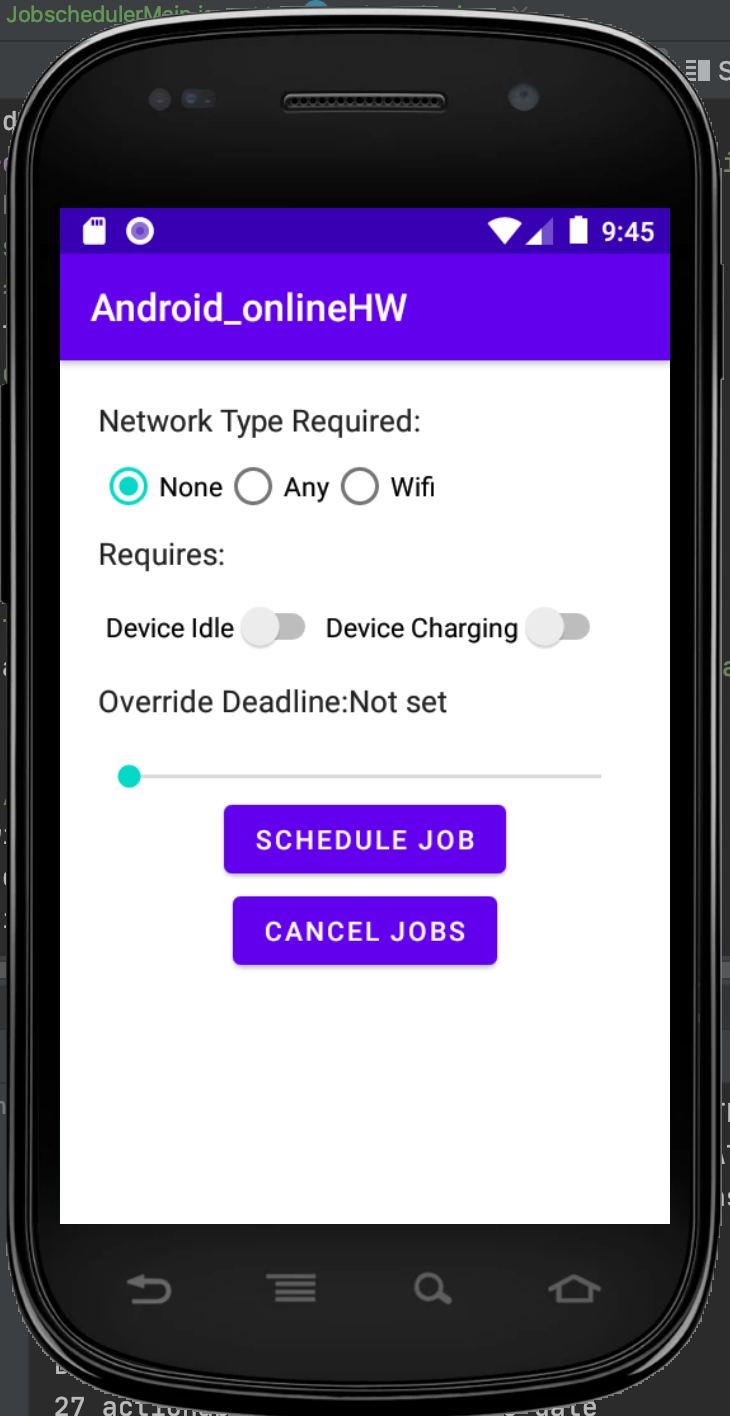 JobschedulerMain
9:45
Android_onlineHW
Network Type Required:
None Any Wifi
Requires:
Device Idle Device Charging
Override Deadline:Not set
SCHEDULE JOB
CANCEL JOBS
27